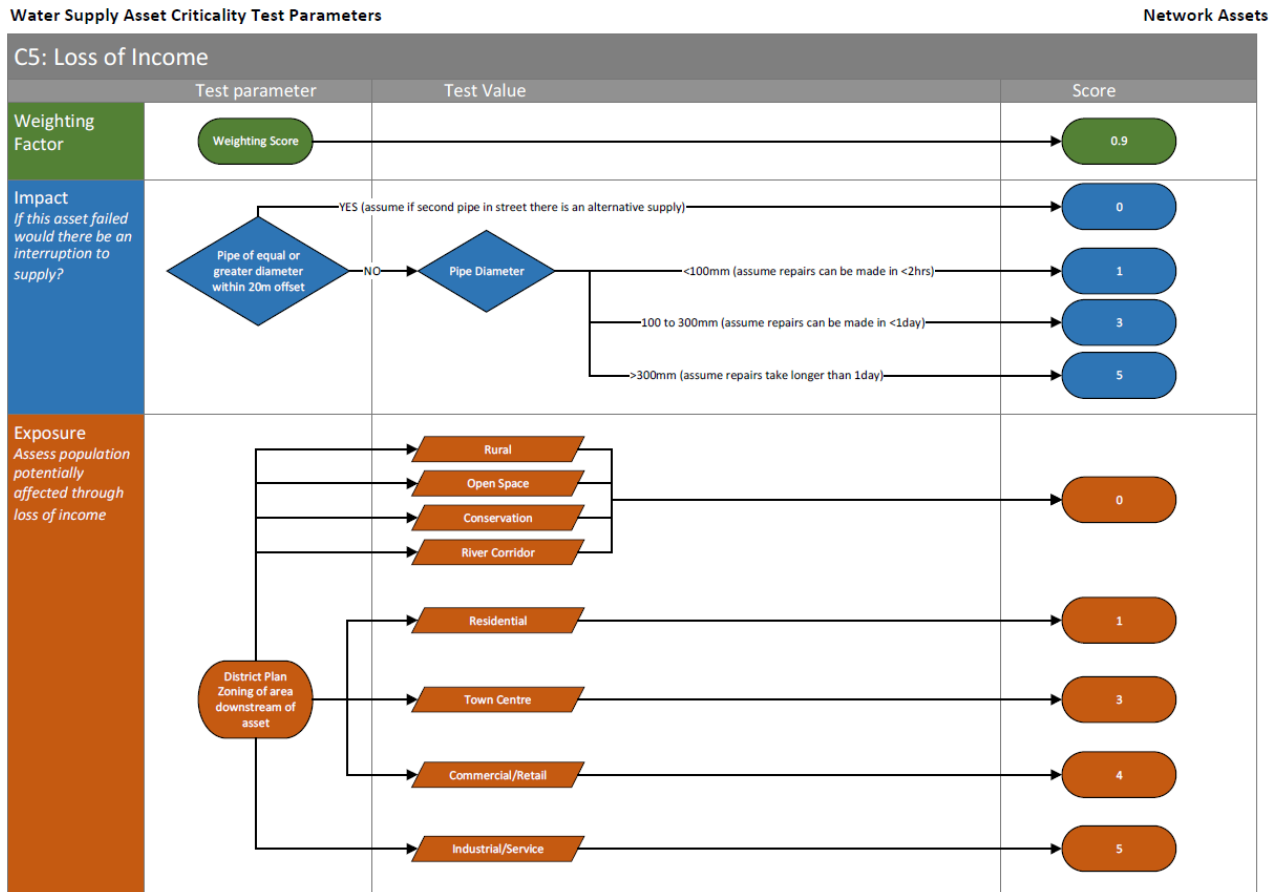 Water Supply Asset Criticality Test Parameters
Network Assets
C5: Loss of Income
Test parameter
Test Value
Score
Weighting
Factor
Weighting Score
0.9
Impact
If this asset failed
would there be an
interruption to
supply?
YES (assume if second pipe in street there is an alternative supply)
0
Pipe of equal or
greater diameter
within 20m offset
NO
Pipe Diameter
<100mm (assume repairs can be made in <2hrs)
1
100 to 300mm (assume repairs can be made in <1day)
3
>300mm (assume repairs take longer than 1day)
5
Exposure
Assess population
potentially
affected through
loss of income
Rural
Open Space
Conservation
River Corridor
0
District Plan
Zoning of area
downstream of
asset
Residential
1
Town Centre
3
Commercial/Retail
4
Industrial/Service
5